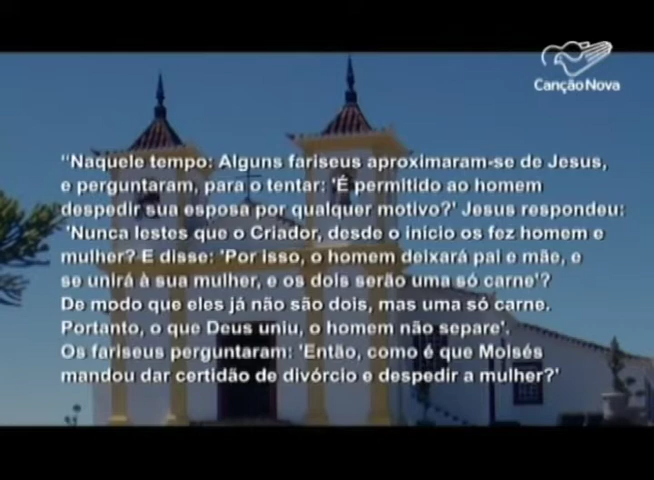 Canção Nova
“Naquele tempo: Alguns fariseus aproximaram-se de Jesus,
e perguntaram, para o tentar: 'É permitido ao homem
despedir sua esposa por qualquer motivo?' Jesus respondeu:
'Nunca lestes que o Criador, desde o início os fez homem e
mulher? E disse: 'Por isso, o homem deixará pai e mãe, e
se unirá à sua mulher, e os dois serão uma só carne'?
De modo que eles já não são dois, mas uma só carne.
Portanto, o que Deus uniu, o homem não separe'.
Os fariseus perguntaram: 'Então, como é que Moisés
mandou dar certidão de divórcio e despedir a mulher?'